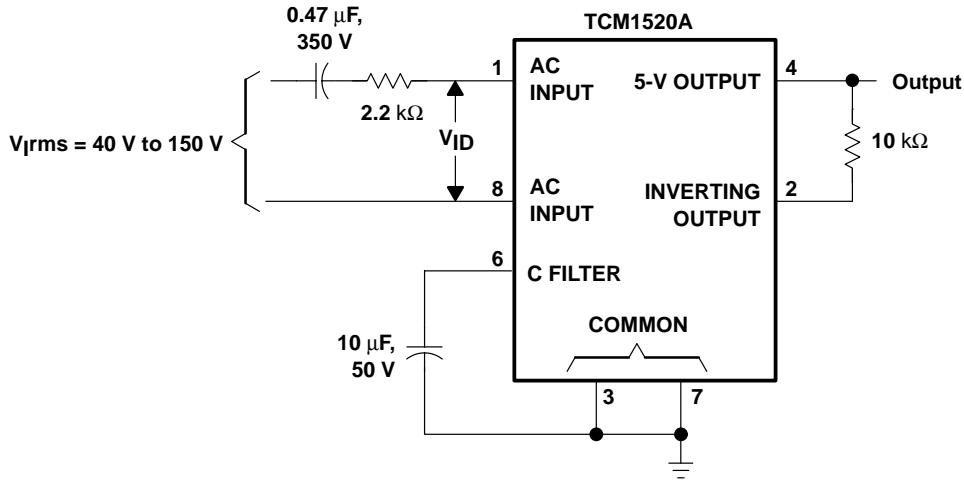 0.47 μF,
350 V
TCM1520A
1
AC
INPUT
5-V OUTPUT
4
Output
2.2 kΩ
VIrms = 40 V to 150 V
VID
10 kΩ
8
AC
INPUT
INVERTING
OUTPUT
2
6
C FILTER
10 μF,
50 V
COMMON
3
7